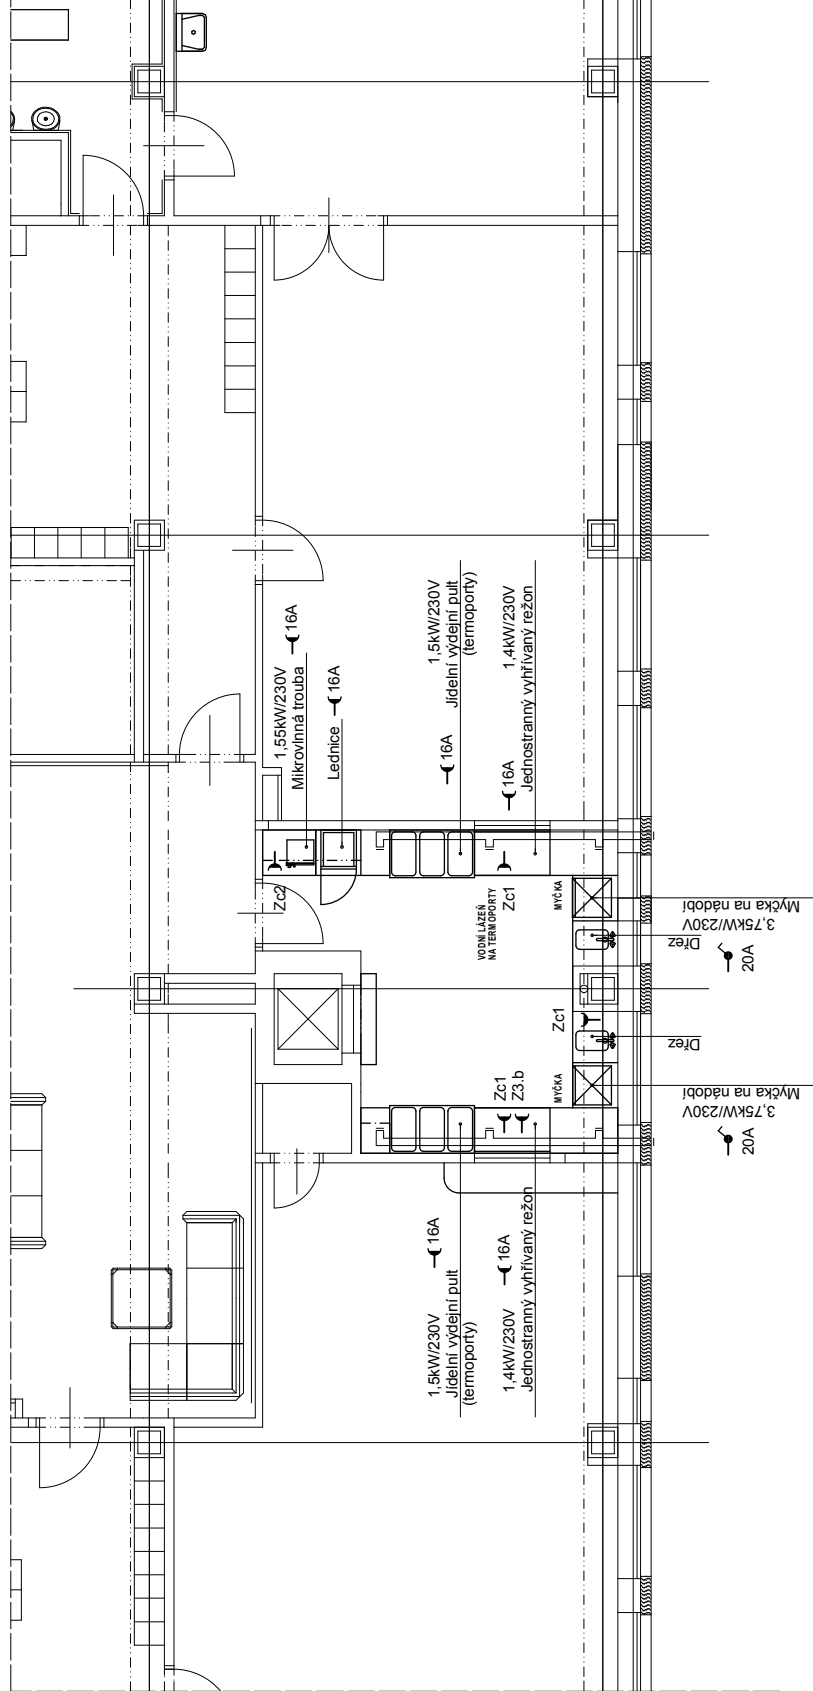 1,55kW/230V
Mikrovlnná trouba
16A
Lednice
16A
1,5kW/230V
Jídelní výdejní pult
(termoporty)
16A
1,4kW/230V
Jednostranný vyhřívaný režon
16A
Zc2
VODNÍ LÁZEŇ
NA TERMOPORTY
Zc1
MYČKA
Myčka na nádobí
3,75kW/230V
Dřez
20A
Zc1
Dřez
Zc1
Z3.b
MYČKA
Myčka na nádobí
3,75kW/230V
20A
16A
1,5kW/230V
Jídelní výdejní pult
(termoporty)
16A
1,4kW/230V
Jednostranný vyhřívaný režon